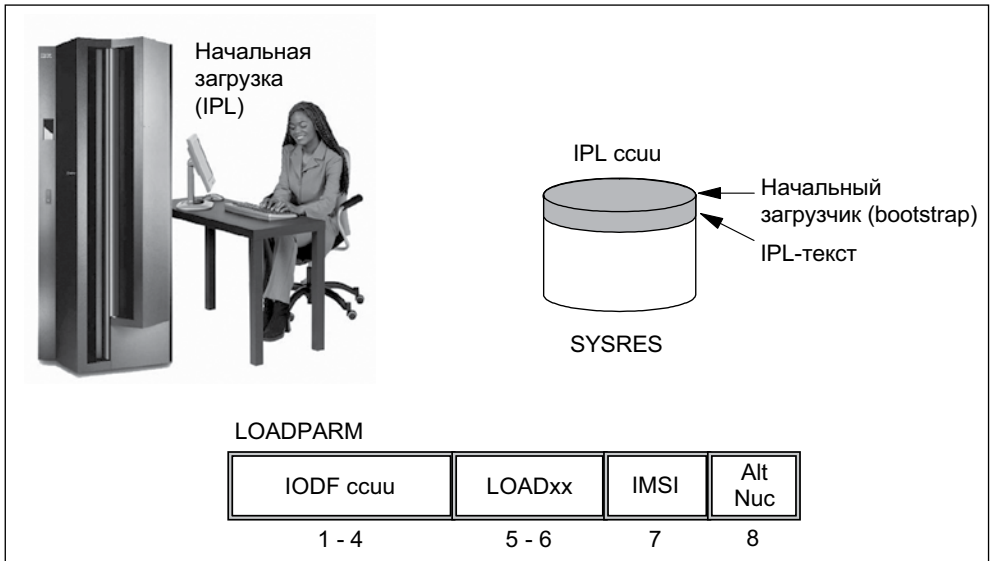 Начальная
загрузка
(IPL)
IPL ccuu
Начальный
загрузчик (bootstrap)
IPL-текст
SYSRES
LOADPARM
IODF ccuu
LOADxx
IMSI
Alt
Nuc
1 - 4
5 - 6
7
8